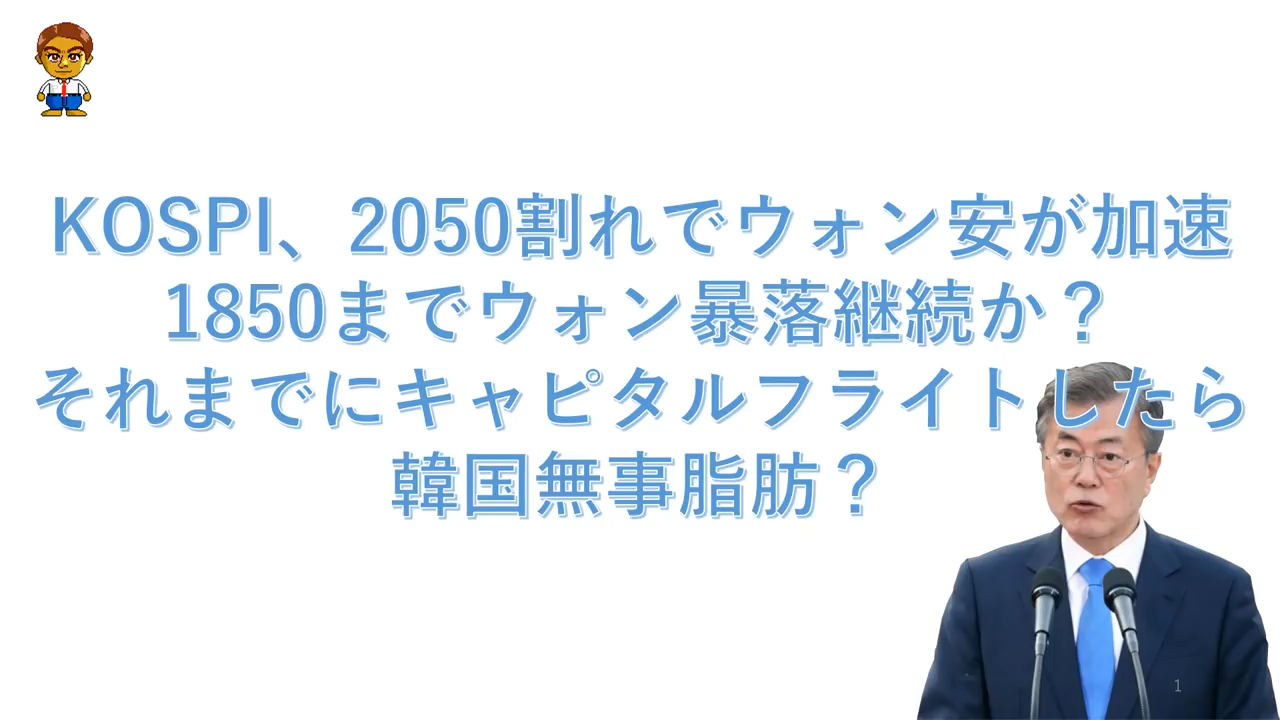 KOSPI、2050割れでウォン安が加速
1850までウォン暴落継続か？
それまでにキャピタルフライトしたら
韓国無事脂肪？
1